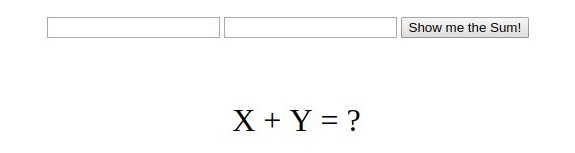 Show me the Sum!
X + Y = ?